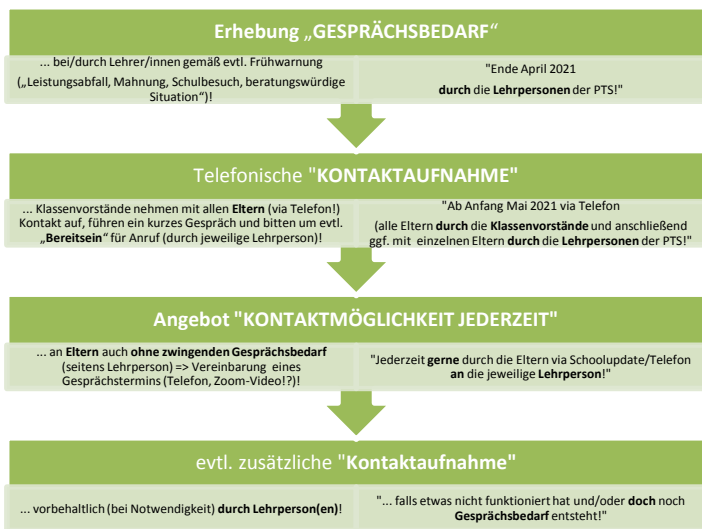 Erhebung „GESPRÄCHSBEDARF“
... bei/durch Lehrer/innen gemäß evtl. Frühwarnung
(„Leistungsabfall, Mahnung, Schulbesuch, beratungswürdige
Situation“)!
"Ende April 2021
durch die Lehrpersonen der PTS!"
Telefonische "KONTAKTAUFNAHME"
... Klassenvorstände nehmen mit allen Eltern (via Telefon!)
Kontakt auf, führen ein kurzes Gespräch und bitten um evtl.
„Bereitsein“ für Anruf (durch jeweilige Lehrperson)!
"Ab Anfang Mai 2021 via Telefon
(alle Eltern durch die Klassenvorstände und anschließend
ggf. mit einzelnen Eltern durch die Lehrpersonen der PTS!"
Angebot "KONTAKTMÖGLICHKEIT JEDERZEIT"
... an Eltern auch ohne zwingenden Gesprächsbedarf
(seitens Lehrperson) => Vereinbarung eines
Gesprächstermins (Telefon, Zoom-Video!?)!
"Jederzeit gerne durch die Eltern via Schoolupdate/Telefon
an die jeweilige Lehrperson!"
evtl. zusätzliche "Kontaktaufnahme"
... vorbehaltlich (bei Notwendigkeit) durch Lehrperson(en)!
"... falls etwas nicht funktioniert hat und/oder doch noch
Gesprächsbedarf entsteht!"